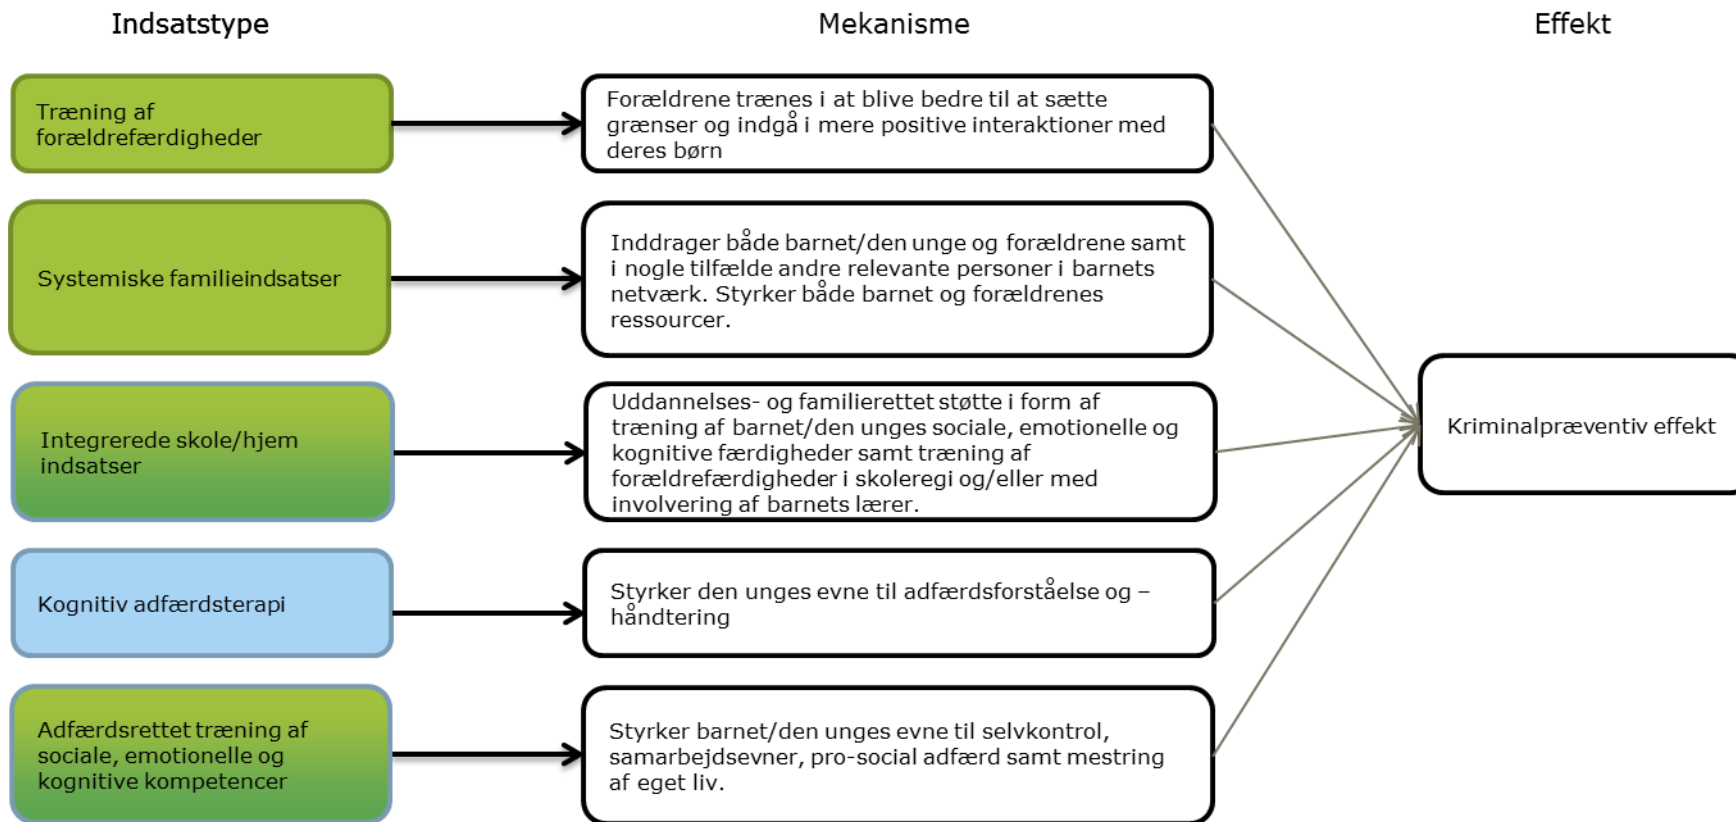 Indsatstype
Mekanisme
Effekt
Træning af
forældrefærdigheder
Forældrene trænes i at blive bedre til at sætte
grænser og indgå i mere positive interaktioner med
deres børn
Systemiske familieindsatser
Inddrager både barnet/den unge og forældrene samt
i nogle tilfælde andre relevante personer i barnets
netværk. Styrker både barnet og forældrenes
ressourcer.
Integrerede skole/hjem
indsatser
Uddannelses- og familierettet støtte i form af
træning af barnet/den unges sociale, emotionelle og
kognitive færdigheder samt træning af
forældrefærdigheder i skoleregi og/eller med
involvering af barnets lærer.
Kriminalpræventiv effekt
Kognitiv adfærdsterapi
Styrker den unges evne til adfærdsforståelse og –
håndtering
Adfærdsrettet træning af
sociale, emotionelle og
kognitive kompetencer
Styrker barnet/den unges evne til selvkontrol,
samarbejdsevner, pro-social adfærd samt mestring
af eget liv.